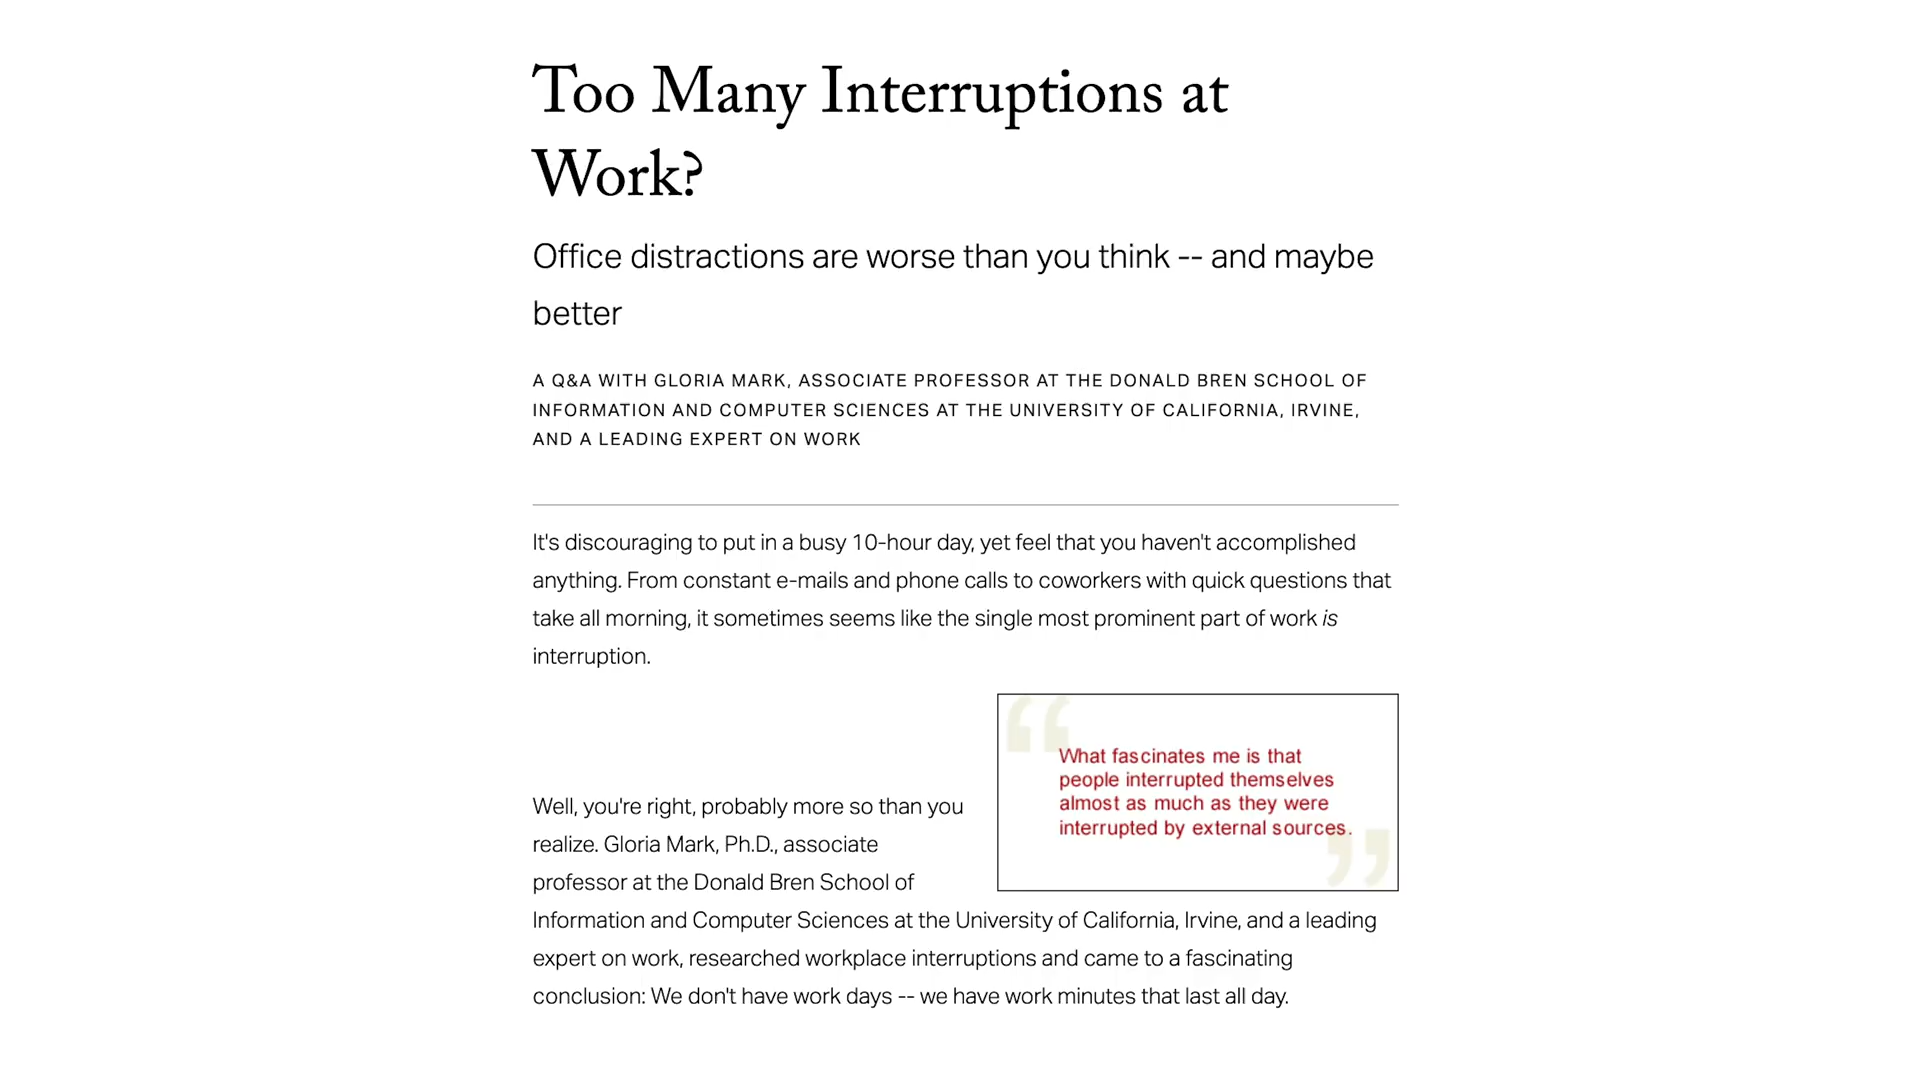 Too Many Interruptions at
Work?
Office distractions are worse than you think -- and maybe
better
A Q&A WITH GLORIA MARK, ASSOCIATE PROFESSOR AT THE DONALD BREN SCHOOL OF
INFORMATION AND COMPUTER SCIENCES AT THE UNIVERSITY OF CALIFORNIA, IRVINE,
AND A LEADING EXPERT ON WORK
It's discouraging to put in a busy 10-hour day, yet feel that you haven't accomplished
anything. From constant e-mails and phone calls to coworkers with quick questions that
take all morning, it sometimes seems like the single most prominent part of work is
interruption.
“ What fascinates me is that
people interrupted themselves
almost as much as they were
interrupted by external sources. ”
Well, you're right, probably more so than you
realize. Gloria Mark, Ph.D., associate
professor at the Donald Bren School of
Information and Computer Sciences at the University of California, Irvine, and a leading
expert on work, researched workplace interruptions and came to a fascinating
conclusion: We don't have work days -- we have work minutes that last all day.